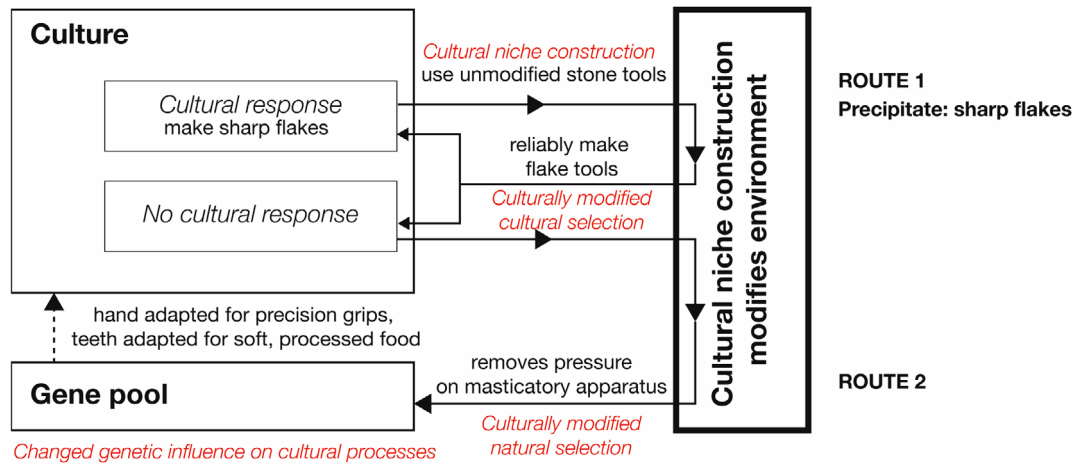 Culture
Cultural response
make sharp flakes
No cultural response
Cultural niche construction
use unmodified stone tools
reliably make
flake tools
Culturally modified
cultural selection
Cultural niche construction
modifies environment
ROUTE 1
Precipitate: sharp flakes
hand adapted for precision grips,
teeth adapted for soft, processed food
Gene pool
removes pressure
on masticatory apparatus
Culturally modified
natural selection
ROUTE 2
Changed genetic influence on cultural processes